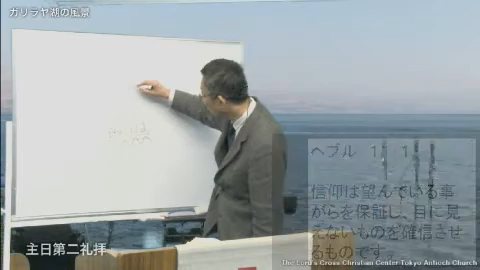 ガリラヤ湖の風景
ヘブル 11:1
信仰は望んでいる事
がらを保証し、目に見
えないものを確信させ
るものです。
主日第二礼拝
The Lord's Cross Christian Center Tokyo Antioch Church